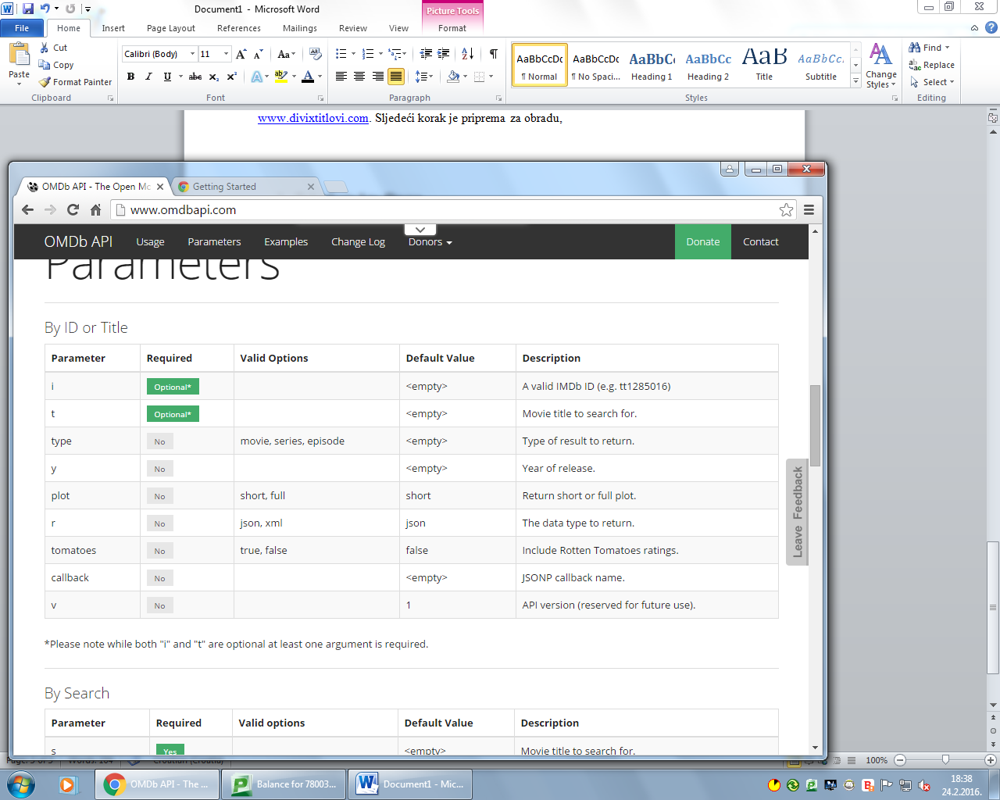 Document1 - Microsoft Word
Picture Tools
File Home Insert Page Layout References Mailings Review View Format
Paste
Cut
Copy
Format Painter
Clipboard
Calibri (Body) 11
Font
Paragraph
AaBbCcDc AaBbCcDc AaBbCc AaBbCc AaB AaBbCc.
¶ Normal ¶ No Spaci... Heading 1 Heading 2 Title Subtitle
Change Styles
Styles
Find
Replace
Select
Editing
www.divixtitlovi.com. Sljedeći korak je priprema za obradu,
OMDb API - The Open Mc
Getting Started
www.omdbapi.com
OMDb API Usage Parameters Examples Change Log Donors Donate Contact
Parameters
By ID or Title
Parameter Required Valid Options Default Value Description
i Optional* <empty> A valid IMDb ID (e.g. tt1285016)
t Optional* <empty> Movie title to search for.
type No movie, series, episode <empty> Type of result to return.
y No <empty> Year of release.
plot No short, full short Return short or full plot.
r No json, xml json The data type to return.
tomatoes No true, false false Include Rotten Tomatoes ratings.
callback No <empty> JSONP callback name.
v No 1 API version (reserved for future use).
*Please note while both "i" and "t" are optional at least one argument is required.
Leave Feedback
By Search
Parameter Required Valid options Default Value Description
s Yes <empty> Movie title to search for.
Croatian (Croatia)
100%
OMDb API - The ...
Balance for 78003...
Document1 - Mic...
18:38
24.2.2016.